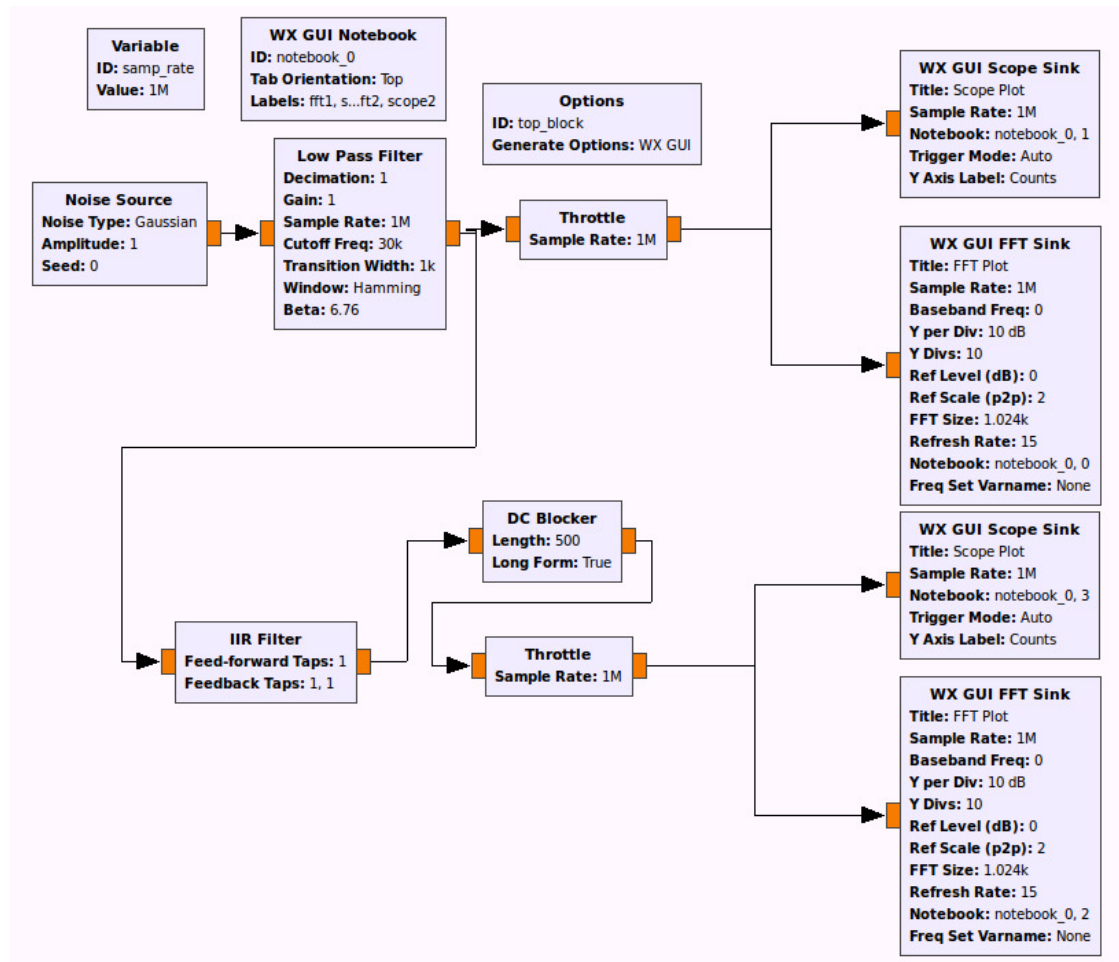 Variable
ID: samp_rate
Value: 1M
WX GUI Notebook
ID: notebook_0
Tab Orientation: Top
Labels: fft1, s...ft2, scope2
Options
ID: top_block
Generate Options: WX GUI
WX GUI Scope Sink
Title: Scope Plot
Sample Rate: 1M
Notebook: notebook_0, 1
Trigger Mode: Auto
Y Axis Label: Counts
Noise Source
Noise Type: Gaussian
Amplitude: 1
Seed: 0
Low Pass Filter
Decimation: 1
Gain: 1
Sample Rate: 1M
Cutoff Freq: 30k
Transition Width: 1k
Window: Hamming
Beta: 6.76
Throttle
Sample Rate: 1M
WX GUI FFT Sink
Title: FFT Plot
Sample Rate: 1M
Baseband Freq: 0
Y per Div: 10 dB
Y Divs: 10
Ref Level (dB): 0
Ref Scale (p2p): 2
FFT Size: 1.024k
Refresh Rate: 15
Notebook: notebook_0, 0
Freq Set Varname: None
DC Blocker
Length: 500
Long Form: True
WX GUI Scope Sink
Title: Scope Plot
Sample Rate: 1M
Notebook: notebook_0, 3
Trigger Mode: Auto
Y Axis Label: Counts
IIR Filter
Feed-forward Taps: 1
Feedback Taps: 1, 1
Throttle
Sample Rate: 1M
WX GUI FFT Sink
Title: FFT Plot
Sample Rate: 1M
Baseband Freq: 0
Y per Div: 10 dB
Y Divs: 10
Ref Level (dB): 0
Ref Scale (p2p): 2
FFT Size: 1.024k
Refresh Rate: 15
Notebook: notebook_0, 2
Freq Set Varname: None